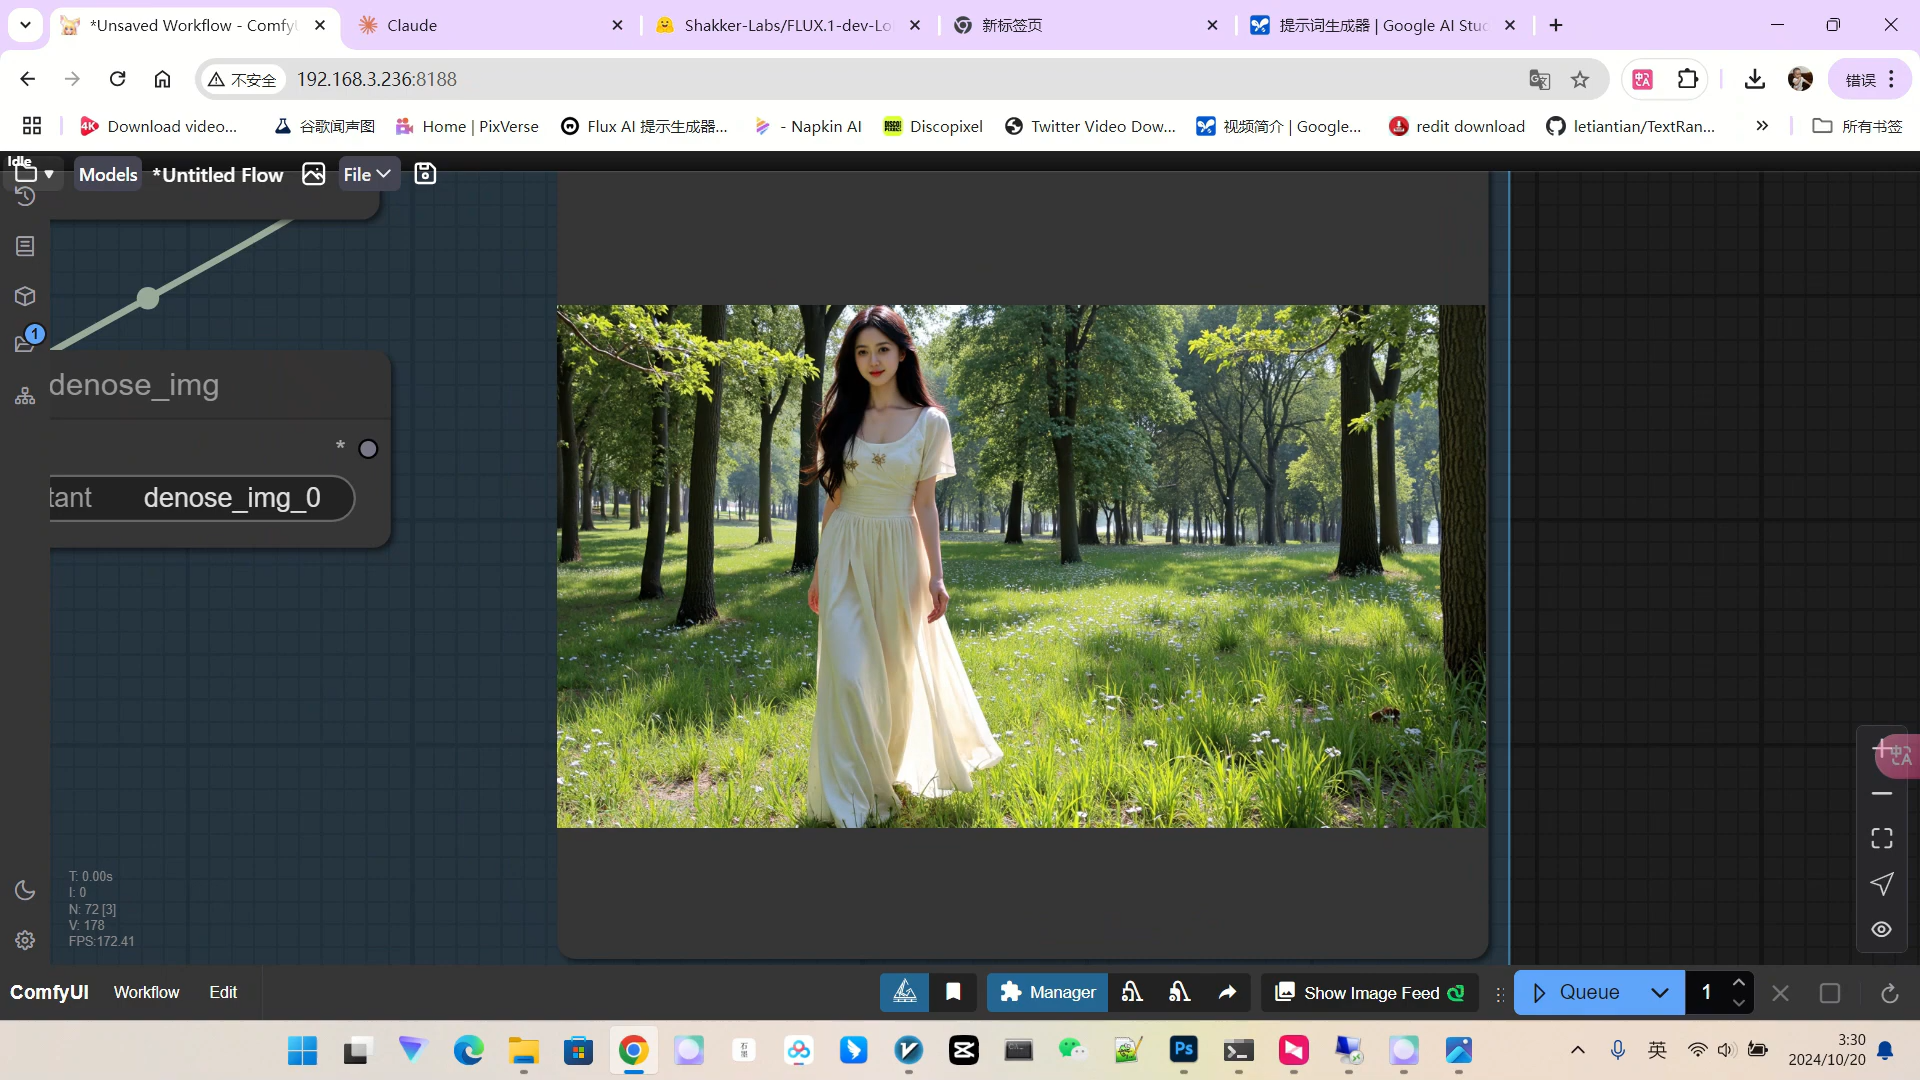 *Unsaved Workflow - ComfyU
Claude
Shakker-Labs/FLUX.1-dev-Lo
新标签页
提示词生成器 | Google AI Stud
不安全
192.168.3.236:8188
错误
Download video...
谷歌闻声图
Home | PixVerse
Flux AI 提示生成器...
- Napkin AI
Discopixel
Twitter Video Dow...
视频简介 | Google...
redit download
letiantian/TextRan...
所有书签
Idle
Models
*Untitled Flow
File
1
denose_img
*
tant
denose_img_0
T: 0.00s
I: 0
N: 72 [3]
V: 178
FPS:172.41
ComfyUI
Workflow
Edit
Manager
Show Image Feed
Queue
1
英
3:30
2024/10/20